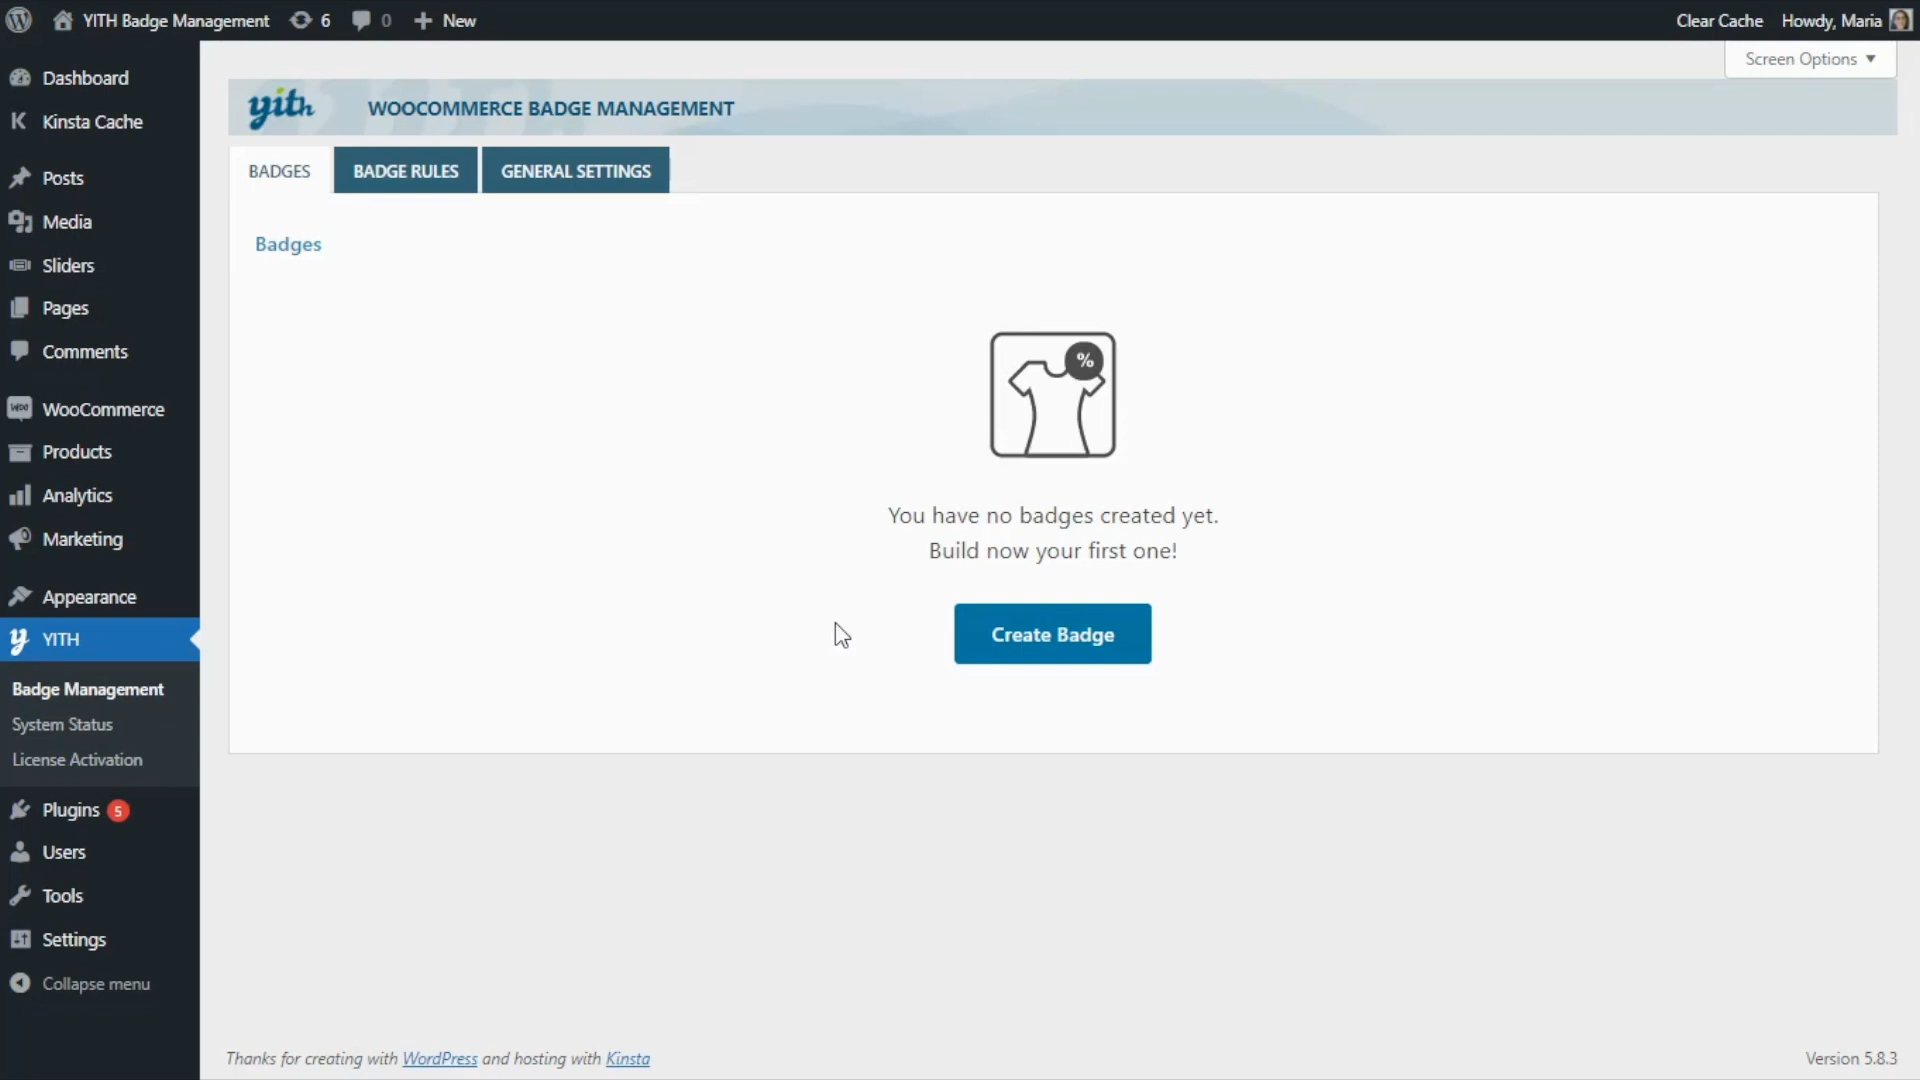 YITH Badge Management 6 0 New
Clear Cache Howdy, Maria
Screen Options
Dashboard
Kinsta Cache
Posts
Media
Sliders
Pages
Comments
WooCommerce
Products
Analytics
Marketing
Appearance
YITH
Badge Management
System Status
License Activation
Plugins 5
Users
Tools
Settings
Collapse menu
yith WOOCOMMERCE BADGE MANAGEMENT
BADGES BADGE RULES GENERAL SETTINGS
Badges
%
You have no badges created yet.
Build now your first one!
Create Badge
Thanks for creating with WordPress and hosting with Kinsta
Version 5.8.3